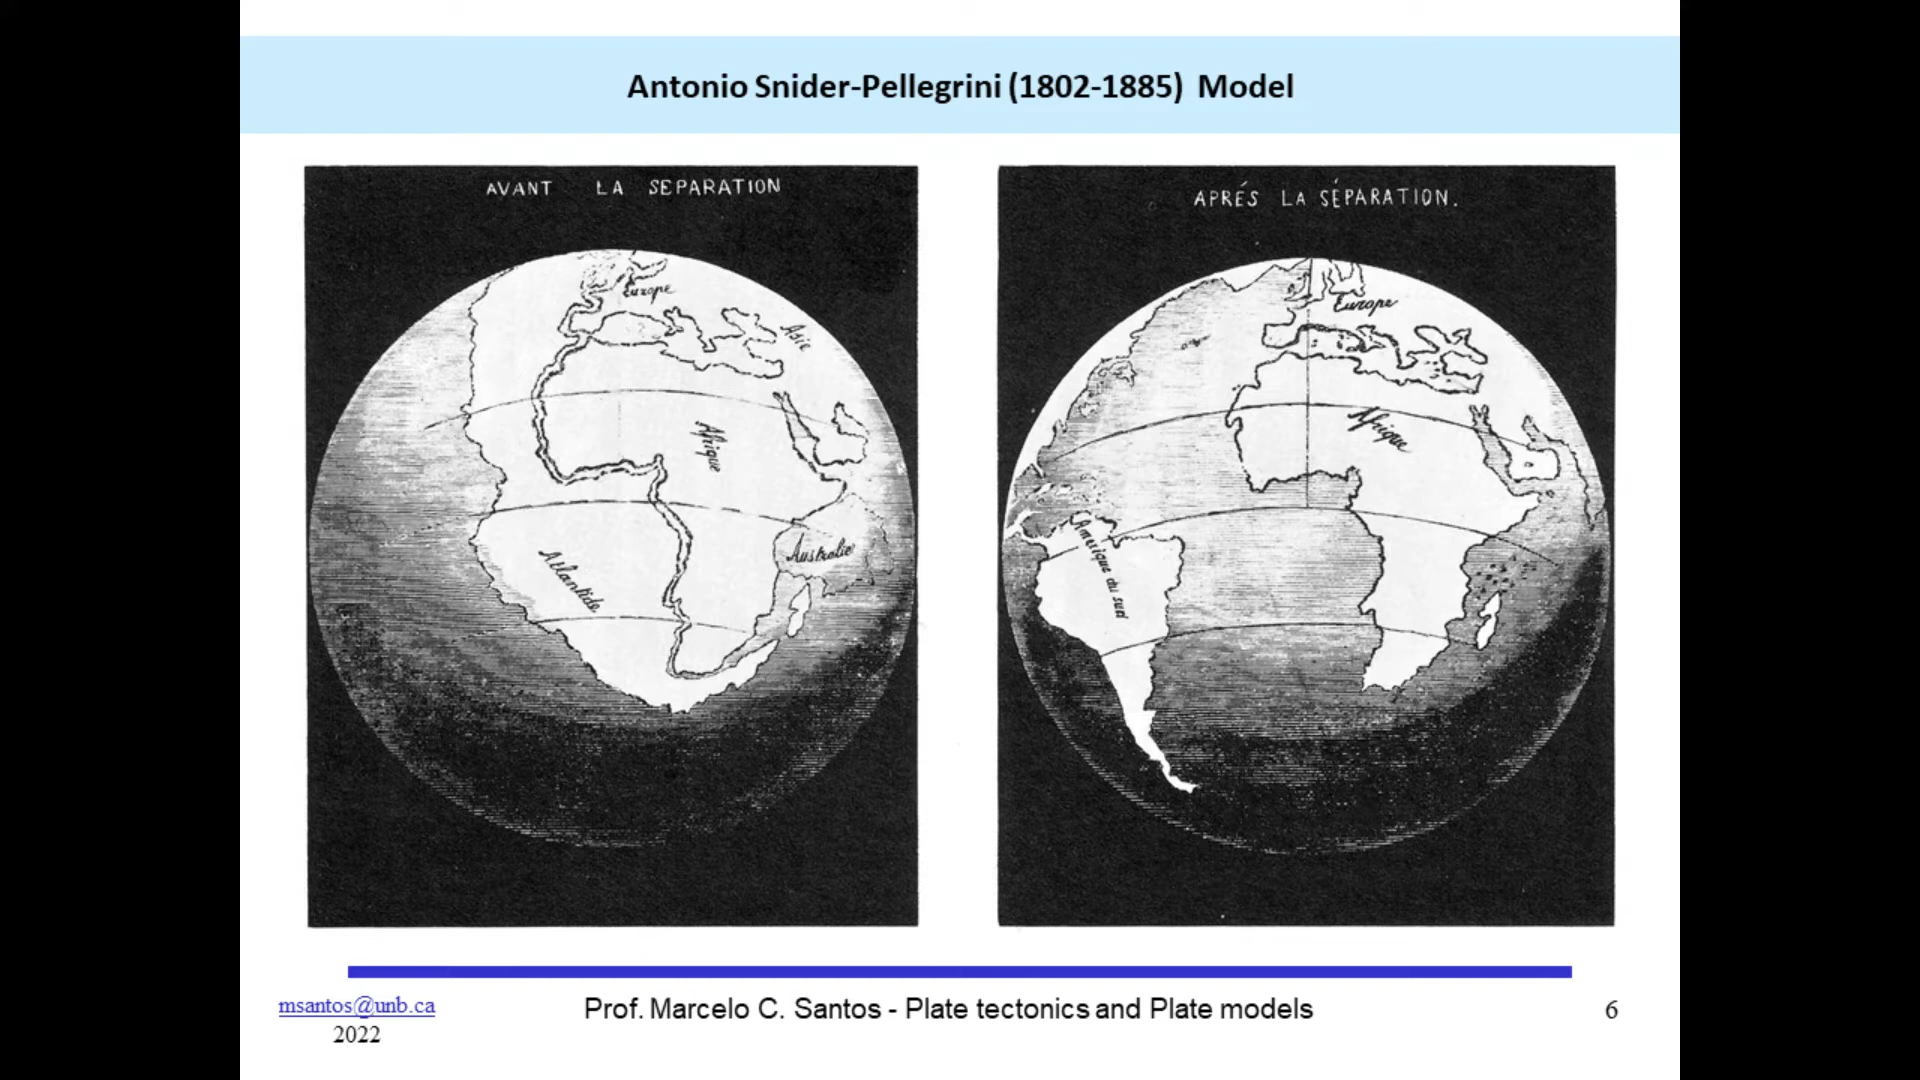 Antonio Snider-Pellegrini (1802-1885) Model
AVANT LA SEPARATION
Europe
Asie
Afrique
Australie
Atlantide
APRÉS LA SÉPARATION.
Europe
Afrique
Amérique du sud
msantos@unb.ca
2022
Prof. Marcelo C. Santos - Plate tectonics and Plate models
6